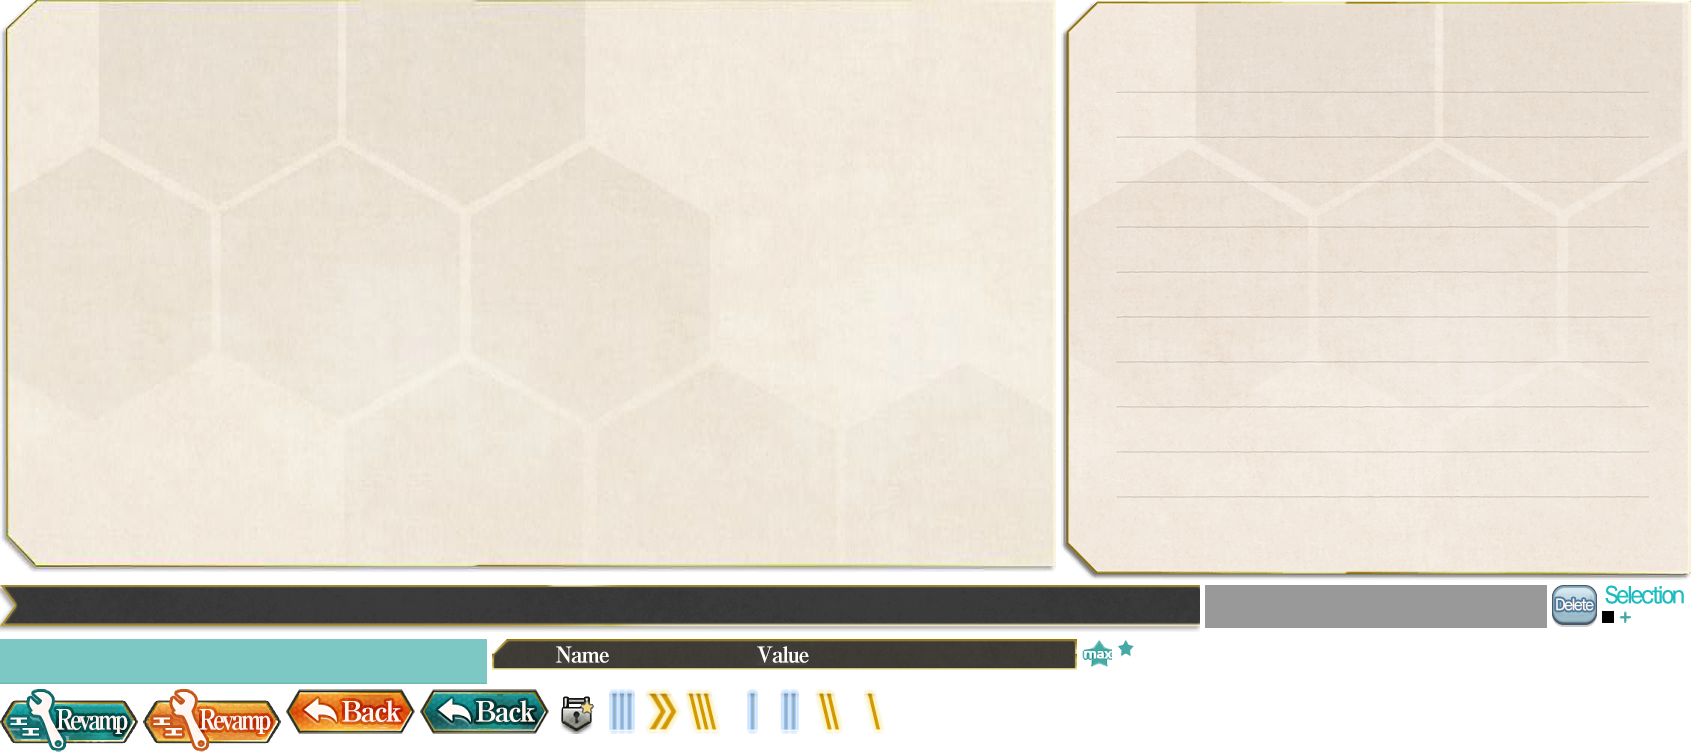 Delete
Selection
+
Name Value
max
Revamp Revamp Back Back